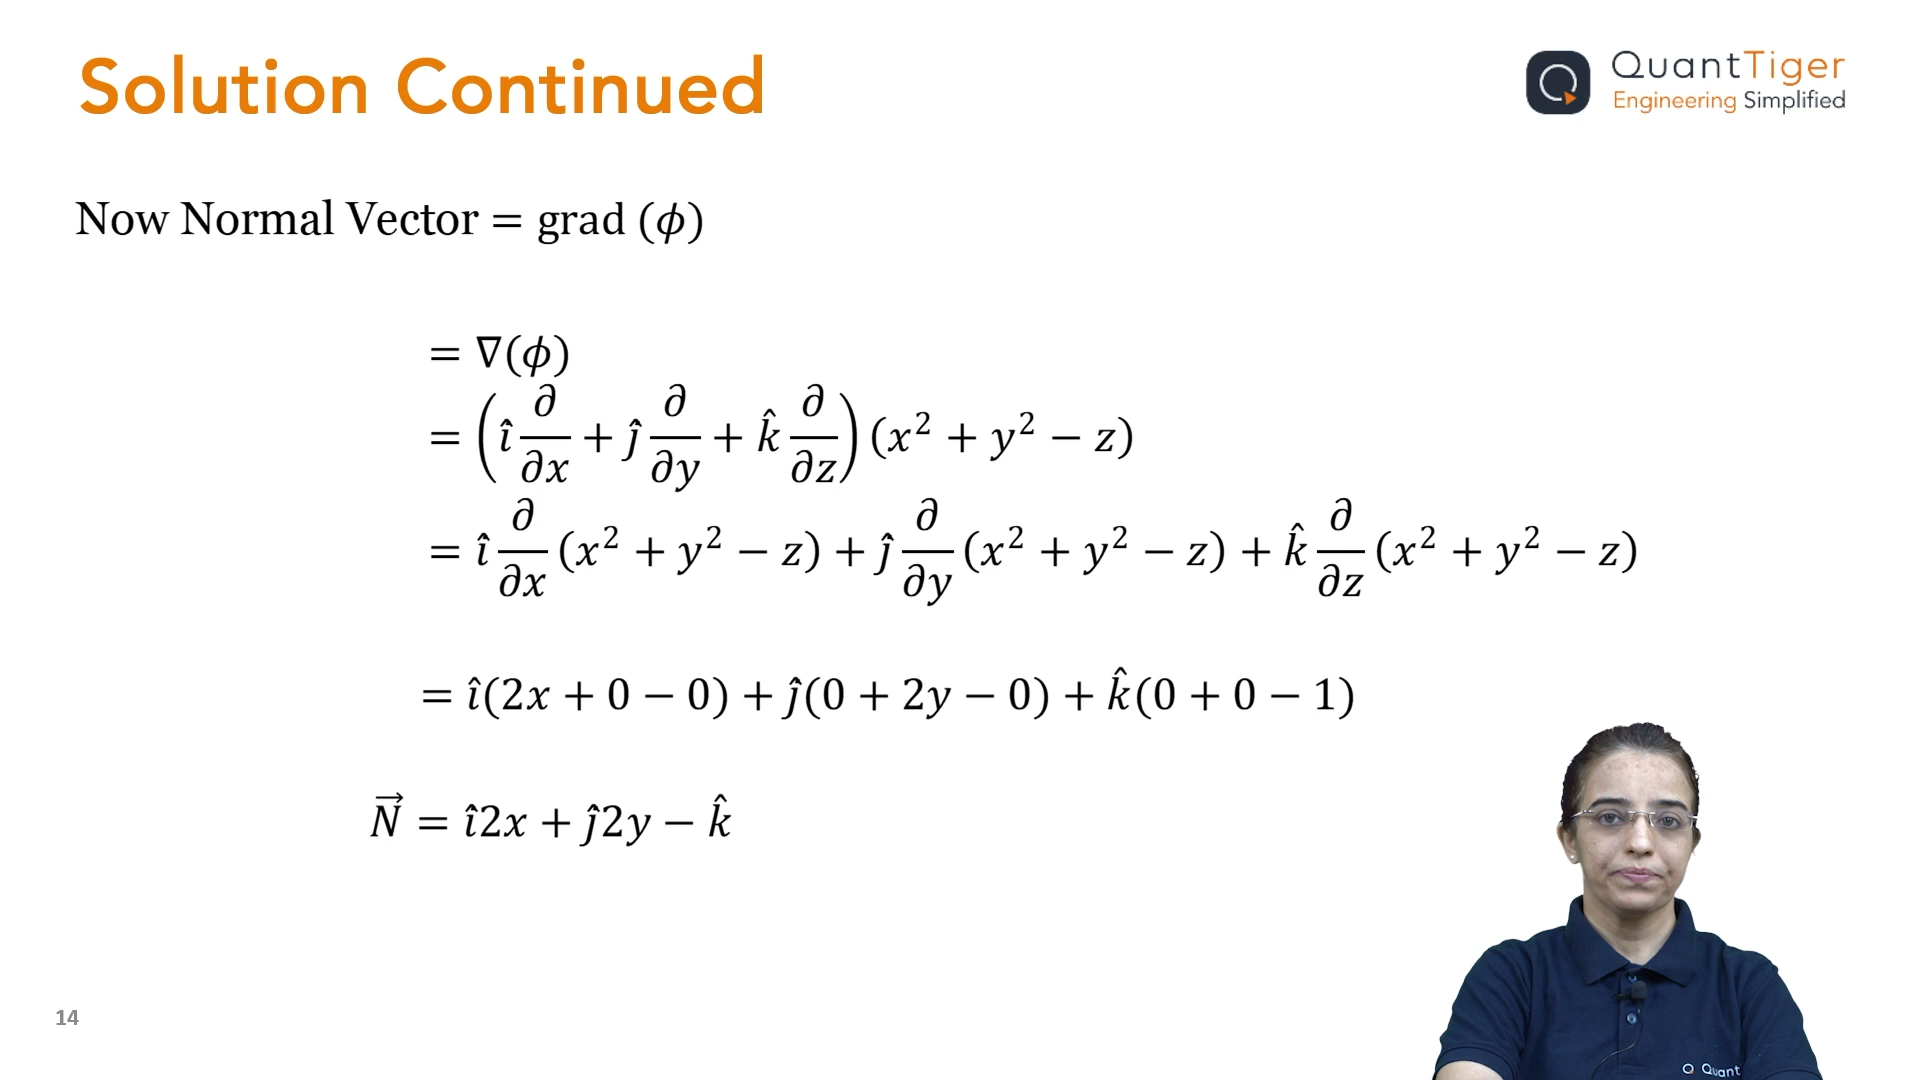 Solution Continued
QuantTiger
Engineering Simplified
Now Normal Vector = grad (ϕ)
= ∇(ϕ)
= (î ∂/∂x + ĵ ∂/∂y + k̂ ∂/∂z) (x² + y² − z)
= î ∂/∂x (x² + y² − z) + ĵ ∂/∂y (x² + y² − z) + k̂ ∂/∂z (x² + y² − z)
= î(2x + 0 − 0) + ĵ(0 + 2y − 0) + k̂(0 + 0 − 1)
N⃗ = î2x + ĵ2y − k̂
14
Quant